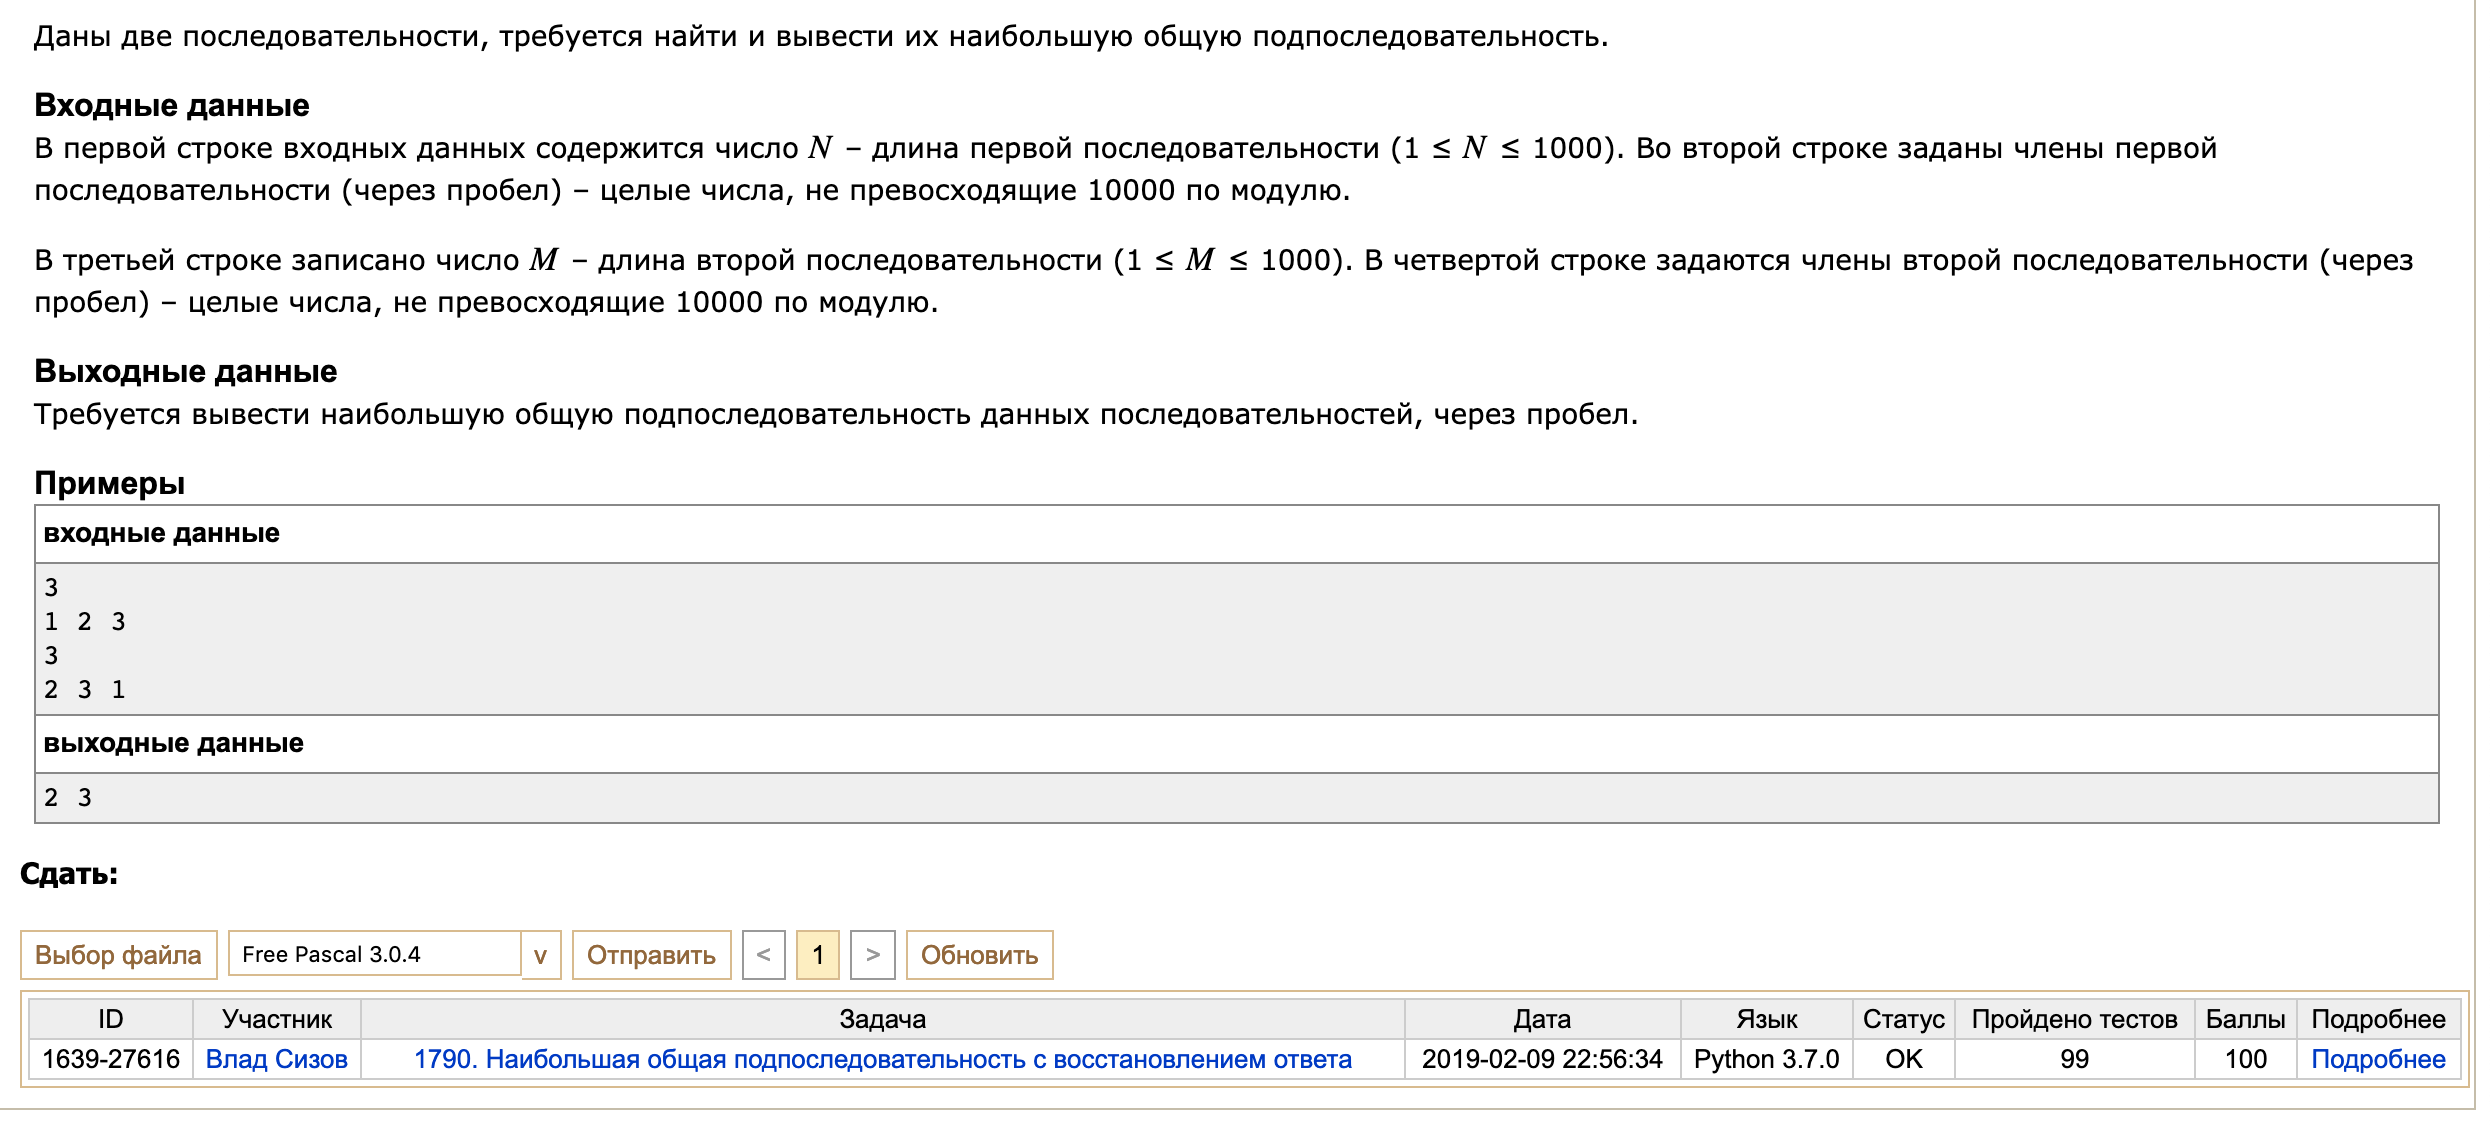 Даны две последовательности, требуется найти и вывести их наибольшую общую подпоследовательность.
Входные данные
В первой строке входных данных содержится число N – длина первой последовательности (1 ≤ N ≤ 1000). Во второй строке заданы члены первой
последовательности (через пробел) – целые числа, не превосходящие 10000 по модулю.
В третьей строке записано число M – длина второй последовательности (1 ≤ M ≤ 1000). В четвертой строке задаются члены второй последовательности (через
пробел) – целые числа, не превосходящие 10000 по модулю.
Выходные данные
Требуется вывести наибольшую общую подпоследовательность данных последовательностей, через пробел.
Примеры
входные данные
3
1 2 3
3
2 3 1
выходные данные
2 3
Сдать:
Выбор файла Free Pascal 3.0.4 v Отправить < 1 > Обновить
ID Участник Задача Дата Язык Статус Пройдено тестов Баллы Подробнее
1639-27616 Влад Сизов 1790. Наибольшая общая подпоследовательность с восстановлением ответа 2019-02-09 22:56:34 Python 3.7.0 OK 99 100 Подробнее